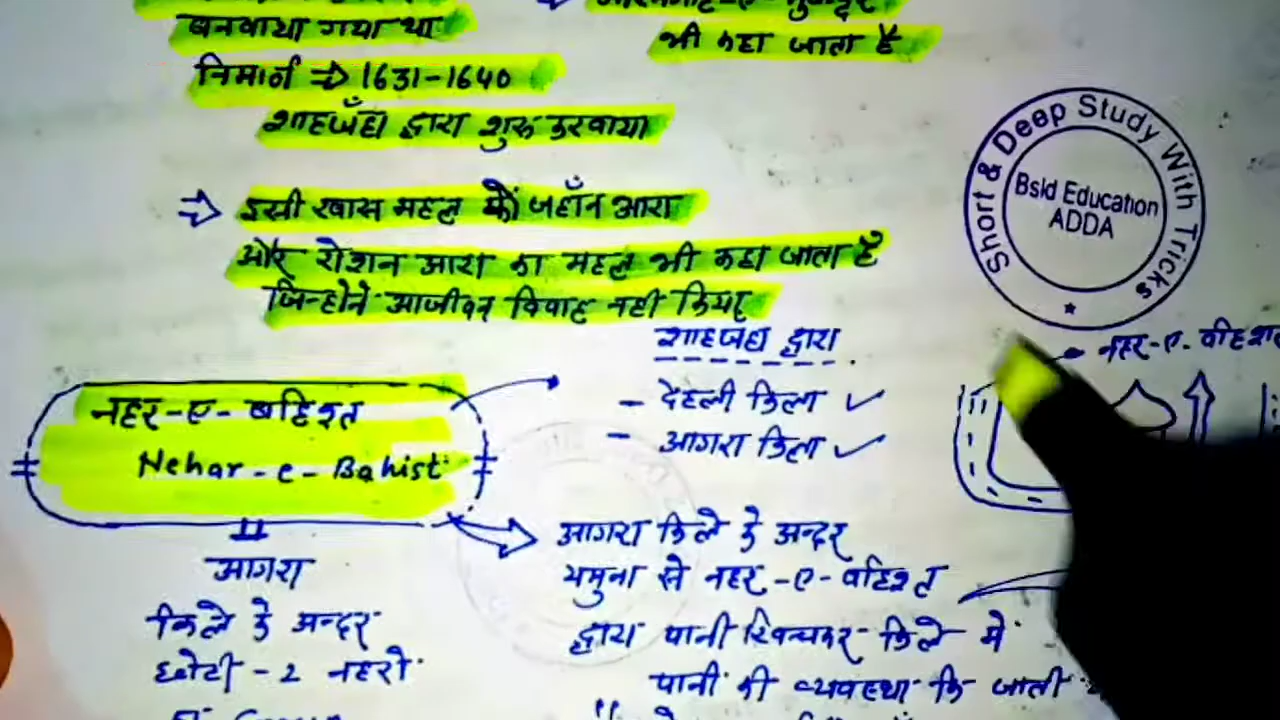 बनवाया गया था
भी कहा जाता है
निमार्ण ⇒ 1631-1640
शाहजँहा द्वारा शुरु करवाया
⇒ इसी खास महल को जहाँन आरा
और रोशन आरा का महल भी कहा जाता है
जिन्होने आजीवन विवाह नही किया
Short & Deep Study With Tricks
Bsld Education
ADDA
शाहजहा द्वारा
- देहली किला ✓
- आगरा किला ✓
नहर-ए-बहिश्त
Nehar-e-Bahist
नहर-ए-बहिश्त
आगरा
किले के अन्दर
छोटी-2 नहरो
आगरा किले के अन्दर
यमुना से नहर-ए-बहिश्त
द्वारा पानी खिन्चकर किले मे
पानी की व्यवस्था कि जाती